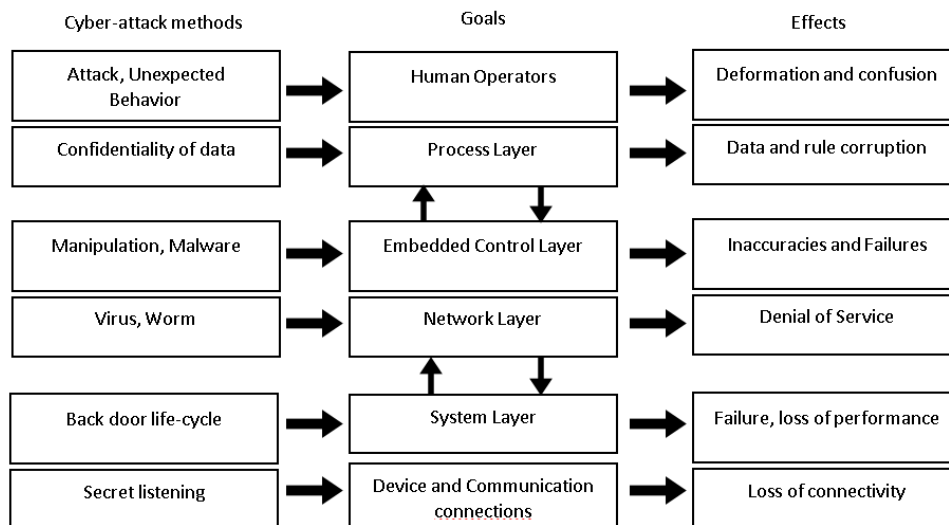 Cyber-attack methods
Goals
Effects
Attack, Unexpected
Behavior
Human Operators
Deformation and confusion
Confidentiality of data
Process Layer
Data and rule corruption
Manipulation, Malware
Embedded Control Layer
Inaccuracies and Failures
Virus, Worm
Network Layer
Denial of Service
Back door life-cycle
System Layer
Failure, loss of performance
Secret listening
Device and Communication
connections
Loss of connectivity